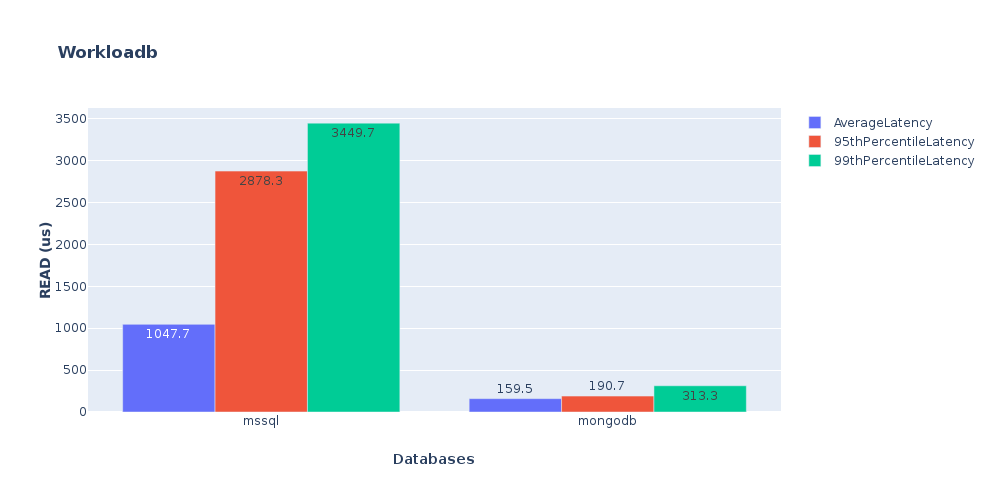 Workloadb
3500
3000
2500
2000
1500
1000
500
0
READ (us)
1047.7
2878.3
3449.7
159.5
190.7
313.3
mssql
mongodb
Databases
AverageLatency
95thPercentileLatency
99thPercentileLatency